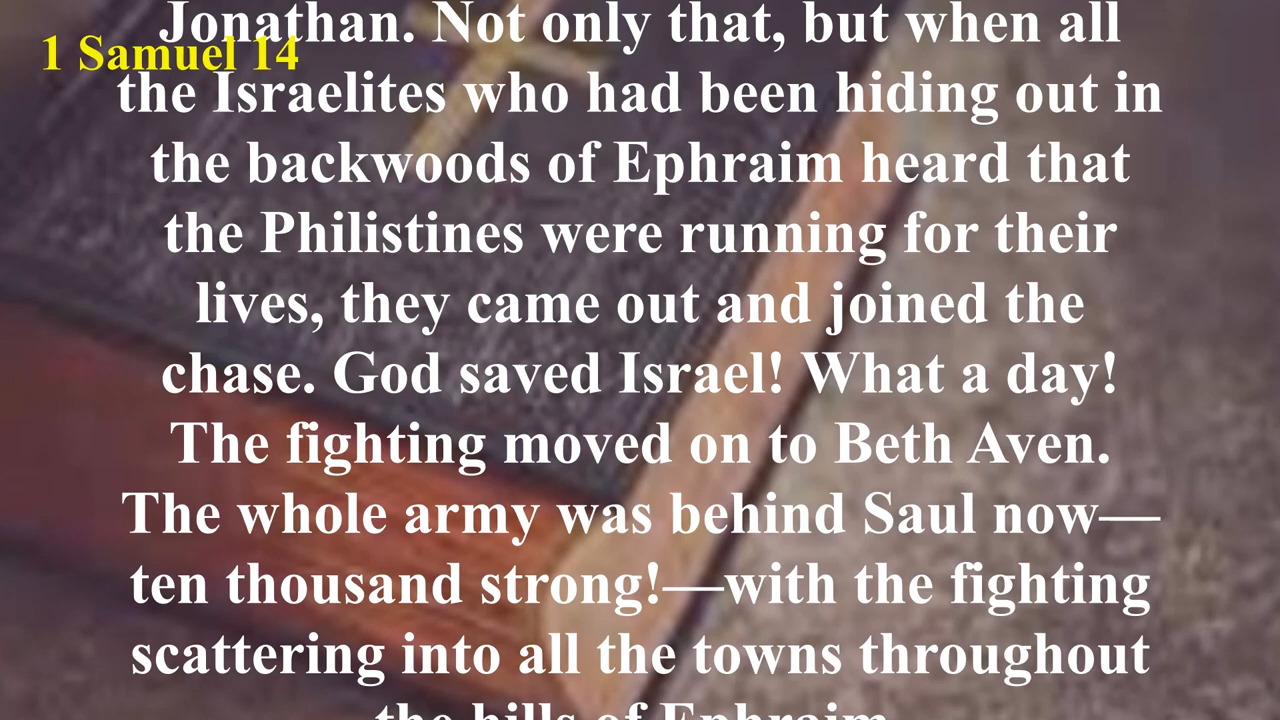 Jonathan. Not only that, but when all
1 Samuel 14
the Israelites who had been hiding out in
the backwoods of Ephraim heard that
the Philistines were running for their
lives, they came out and joined the
chase. God saved Israel! What a day!
The fighting moved on to Beth Aven.
The whole army was behind Saul now—
ten thousand strong!—with the fighting
scattering into all the towns throughout
the hills of Ephraim